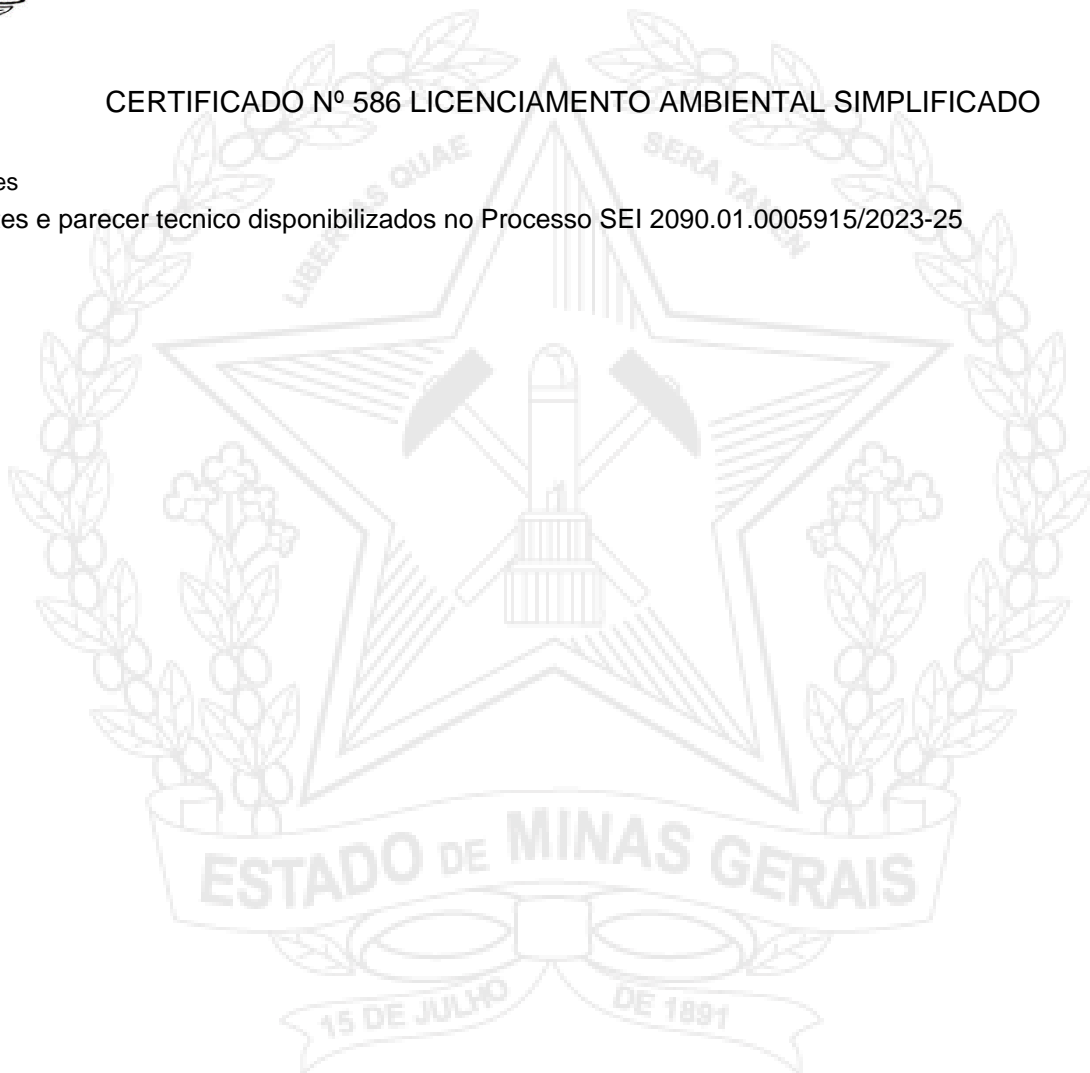 CERTIFICADO Nº 586 LICENCIAMENTO AMBIENTAL SIMPLIFICADO
es
es e parecer tecnico disponibilizados no Processo SEI 2090.01.0005915/2023-25
LIBERTAS QUAE SERA TAMEN
ESTADO DE MINAS GERAIS
15 DE JULHO DE 1891